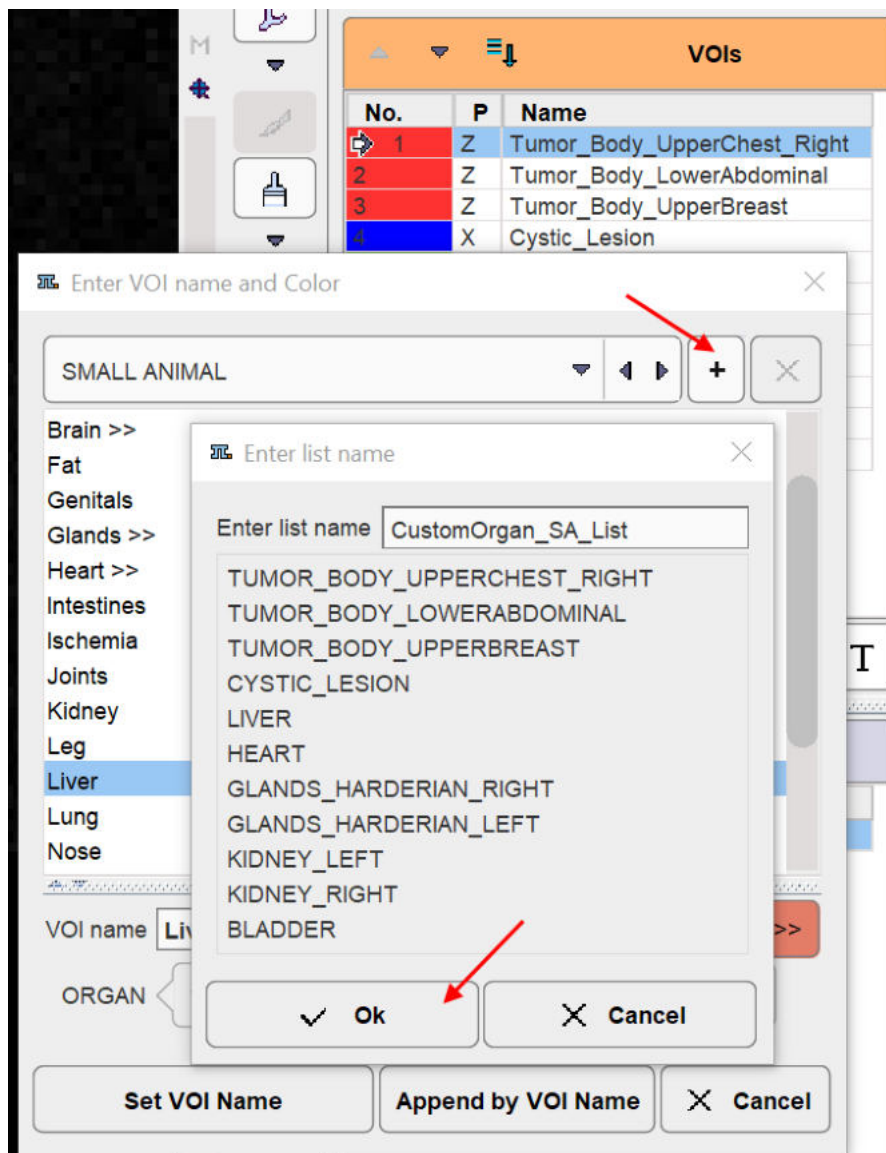 M
VOIs
No. P Name
1 Z Tumor_Body_UpperChest_Right
2 Z Tumor_Body_LowerAbdominal
3 Z Tumor_Body_UpperBreast
4 X Cystic_Lesion
Enter VOI name and Color
SMALL ANIMAL
+
Brain >>
Fat
Genitals
Glands >>
Heart >>
Intestines
Ischemia
Joints
Kidney
Leg
Liver
Lung
Nose
Enter list name
Enter list name CustomOrgan_SA_List
TUMOR_BODY_UPPERCHEST_RIGHT
TUMOR_BODY_LOWERABDOMINAL
TUMOR_BODY_UPPERBREAST
CYSTIC_LESION
LIVER
HEART
GLANDS_HARDERIAN_RIGHT
GLANDS_HARDERIAN_LEFT
KIDNEY_LEFT
KIDNEY_RIGHT
BLADDER
Ok
Cancel
T
VOI name Liv
>>
ORGAN
Set VOI Name
Append by VOI Name
Cancel